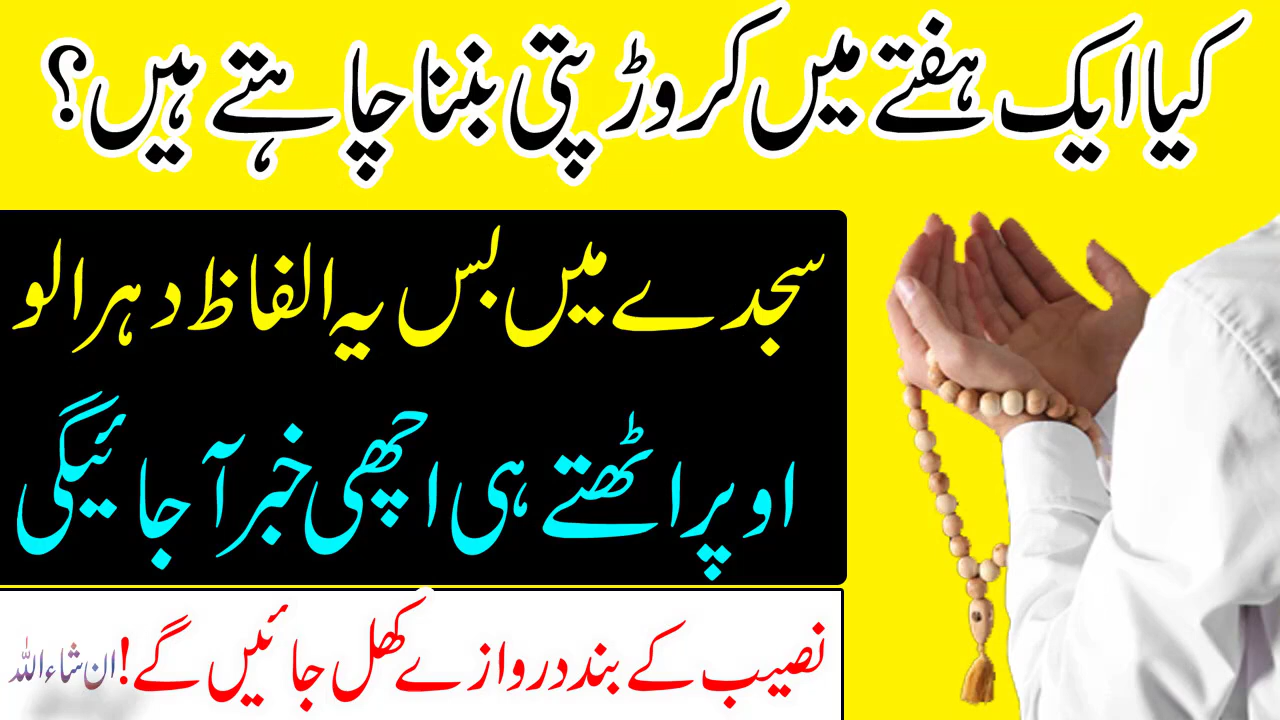 کیا ایک ہفتے میں کروڑ پتی بننا چاہتے ہیں؟
سجدے میں بس یہ الفاظ دہرا لو
اوپر اٹھتے ہی اچھی خبر آ جائیگی
نصیب کے بند دروازے کھل جائیں گے! ان شاء اللہ